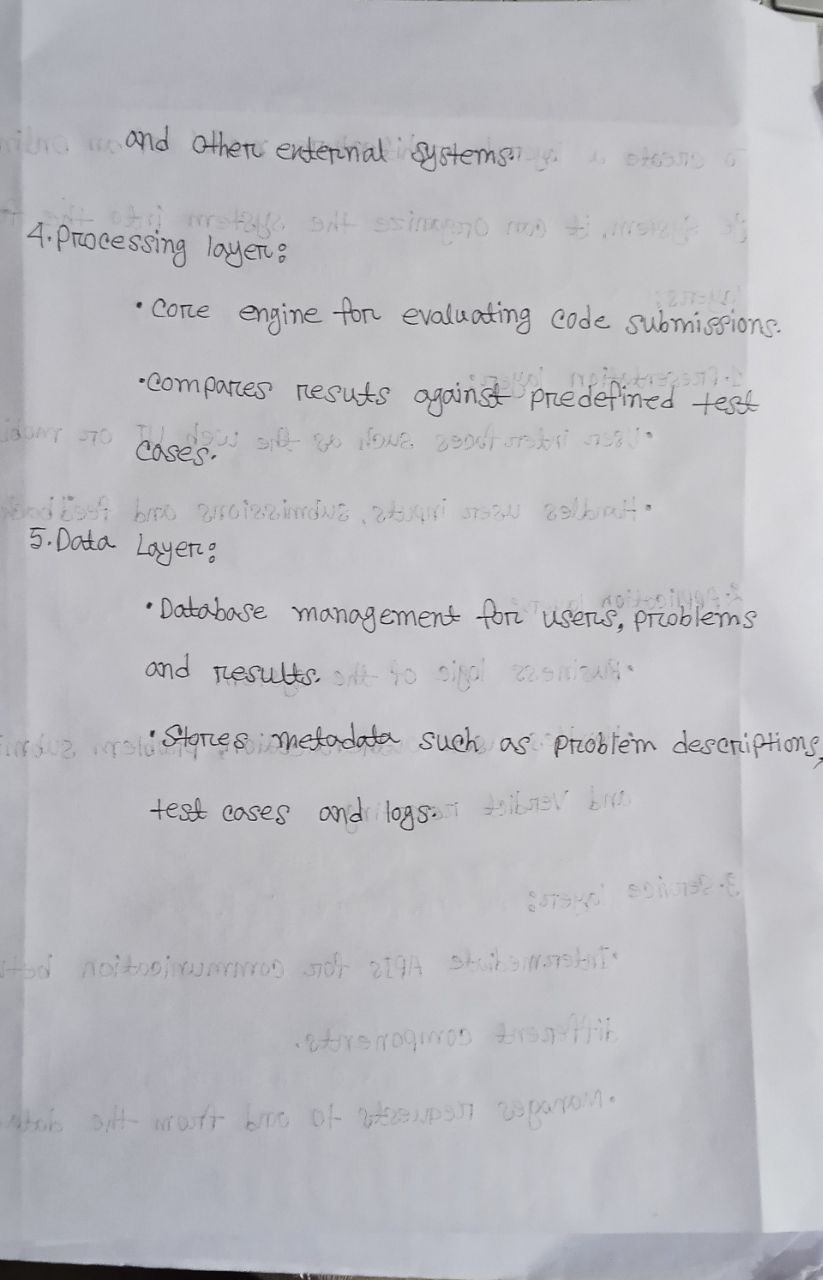 and other external systems.
4. Processing layer:
• Core engine for evaluating code submissions.
• Compares resuts against predefined test
cases.
5. Data Layer:
• Database management for users, problems
and results.
• Stores metadata such as problem descriptions,
test cases and logs.